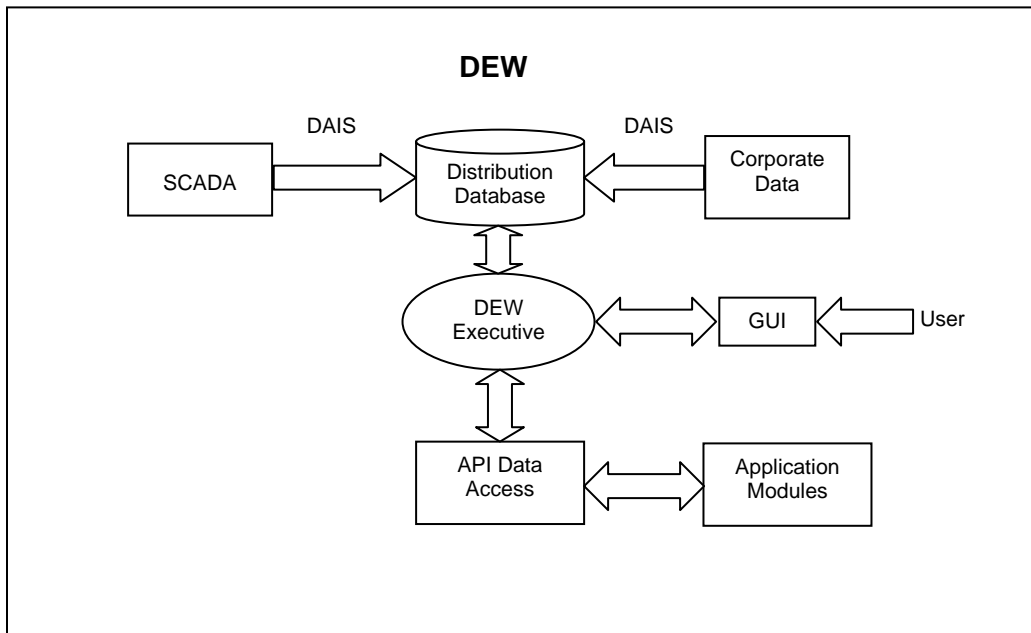 DEW
DAIS
DAIS
SCADA
Distribution
Database
Corporate
Data
DEW
Executive
GUI
User
API Data
Access
Application
Modules